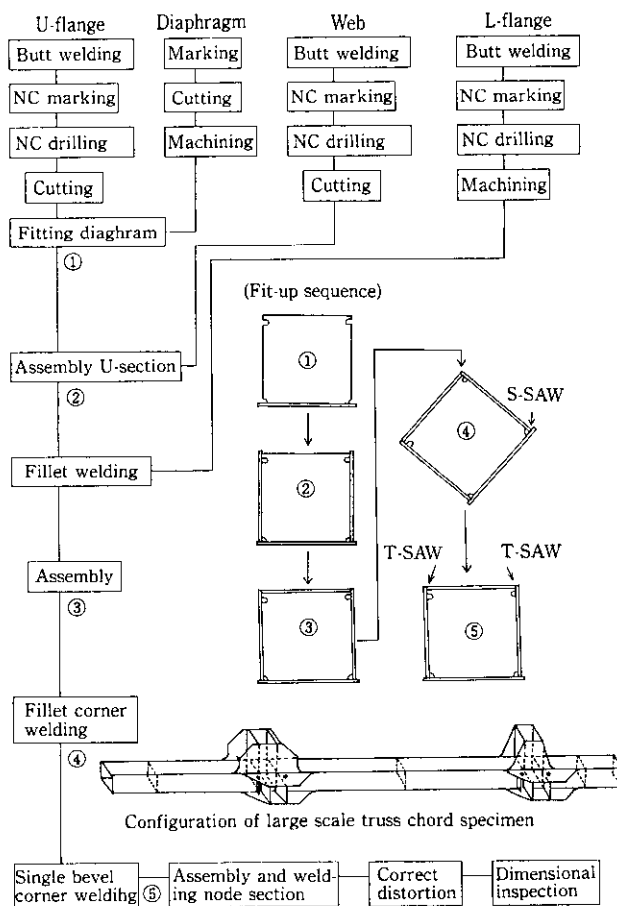 U-flange Diaphragm Web L-flange
Butt welding Marking Butt welding Butt welding
NC marking Cutting NC marking NC marking
NC drilling Machining NC drilling NC drilling
Cutting Cutting Machining
Fitting diaghram
①
(Fit-up sequence)
①
Assembly U-section
②
S-SAW
④
Fillet welding
②
T-SAW T-SAW
Assembly
③
③
⑤
Fillet corner
welding
④
Configuration of large scale truss chord specimen
Single bevel
corner weldihg
⑤
Assembly and weld-
ing node section
Correct
distortion
Dimensional
inspection